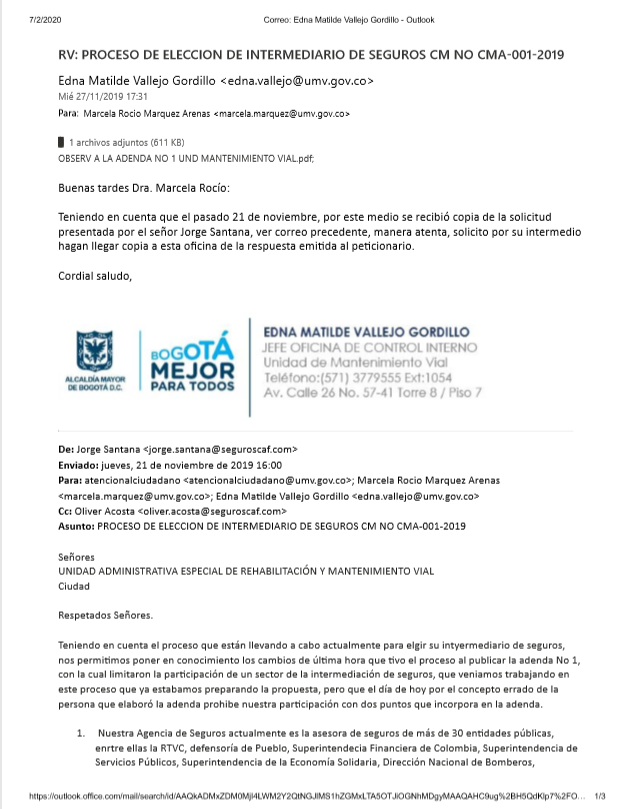 7/2/2020 Correo: Edna Matilde Vallejo Gordillo - Outlook
RV: PROCESO DE ELECCION DE INTERMEDIARIO DE SEGUROS CM NO CMA-001-2019
Edna Matilde Vallejo Gordillo <edna.vallejo@umv.gov.co>
Mié 27/11/2019 17:31
Para: Marcela Rocio Marquez Arenas <marcela.marquez@umv.gov.co>
1 archivos adjuntos (611 KB)
OBSERV A LA ADENDA NO 1 UND MANTENIMIENTO VIAL.pdf;
Buenas tardes Dra. Marcela Rocío:
Teniendo en cuenta que el pasado 21 de noviembre, por este medio se recibió copia de la solicitud
presentada por el señor Jorge Santana, ver correo precedente, manera atenta, solicito por su intermedio
hagan llegar copia a esta oficina de la respuesta emitida al peticionario.
Cordial saludo,
ALCALDÍA MAYOR
DE BOGOTÁ D.C.
BOGOTÁ
MEJOR
PARA TODOS
EDNA MATILDE VALLEJO GORDILLO
JEFE OFICINA DE CONTROL INTERNO
Unidad de Mantenimiento Vial
Teléfono:(571) 3779555 Ext:1054
Av. Calle 26 No. 57-41 Torre 8 / Piso 7
De: Jorge Santana <jorge.santana@seguroscaf.com>
Enviado: jueves, 21 de noviembre de 2019 16:00
Para: atencionalciudadano <atencionalciudadano@umv.gov.co>; Marcela Rocio Marquez Arenas
<marcela.marquez@umv.gov.co>; Edna Matilde Vallejo Gordillo <edna.vallejo@umv.gov.co>
Cc: Oliver Acosta <oliver.acosta@seguroscaf.com>
Asunto: PROCESO DE ELECCION DE INTERMEDIARIO DE SEGUROS CM NO CMA-001-2019
Señores
UNIDAD ADMINISTRATIVA ESPECIAL DE REHABILITACIÓN Y MANTENIMIENTO VIAL
Ciudad
Respetados Señores.
Teniendo en cuenta el proceso que están llevando a cabo actualmente para elgir su intyermediario de seguros,
nos permitimos poner en conocimiento los cambios de última hora que tivo el proceso al publicar la adenda No 1,
con la cual limitaron la participación de un sector de la intermediación de seguros, que veniamos trabajando en
este proceso que ya estabamos preparando la propuesta, pero que el día de hoy por el concepto errado de la
persona que elaboró la adenda prohibe nuestra participación con dos puntos que incorpora en la adenda.
1. Nuestra Agencia de Seguros actualmente es la asesora de seguros de más de 30 entidades públicas,
enrtre ellas la RTVC, defensoría de Pueblo, Superintendecia Financiera de Colombia, Superintendencia de
Servicios Públicos, Superintendencia de la Economía Solidaria, Dirección Nacional de Bomberos,
1/3